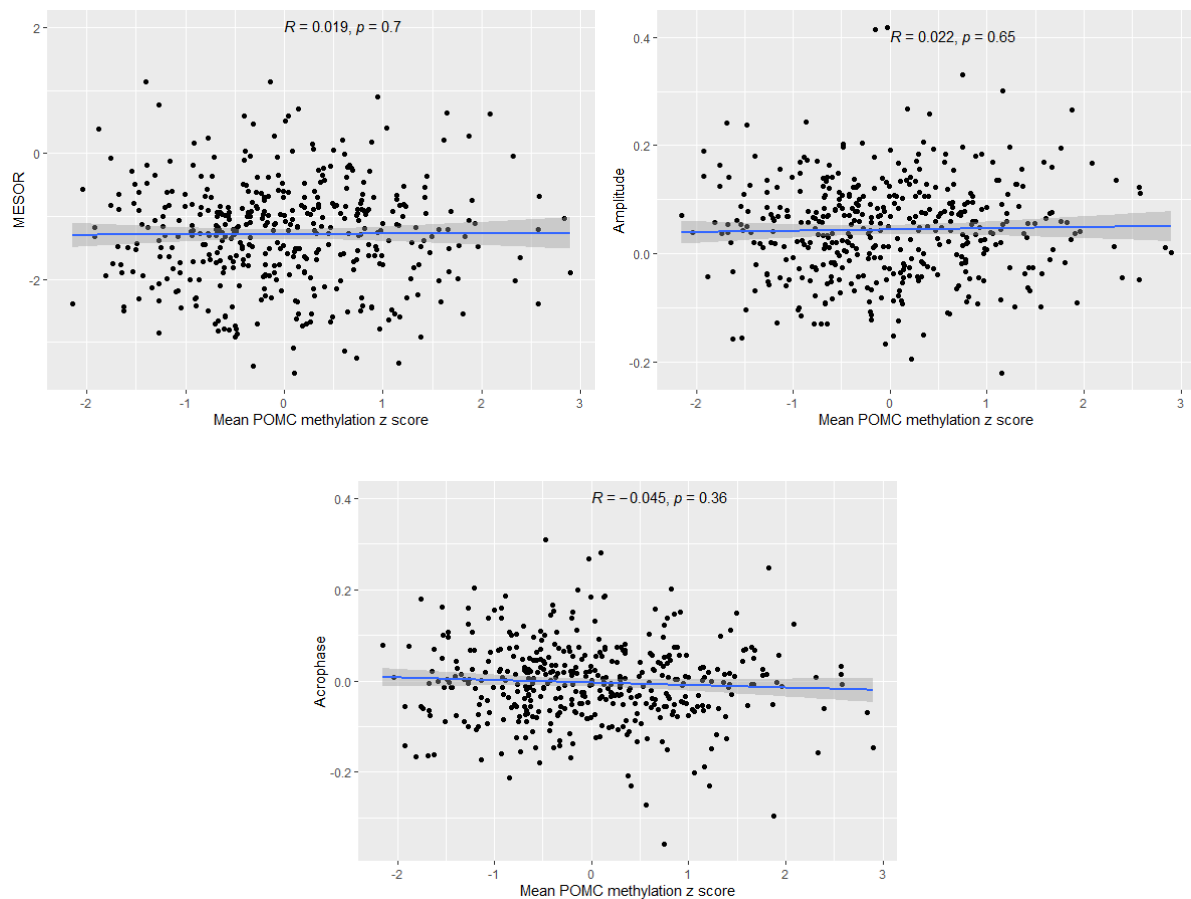 R = 0.019, p = 0.7
2
0
-2
MESOR
-2 -1 0 1 2 3
Mean POMC methylation z score
R = 0.022, p = 0.65
0.4
0.2
0.0
-0.2
Amplitude
-2 -1 0 1 2 3
Mean POMC methylation z score
R = −0.045, p = 0.36
0.4
0.2
0.0
-0.2
Acrophase
-2 -1 0 1 2 3
Mean POMC methylation z score